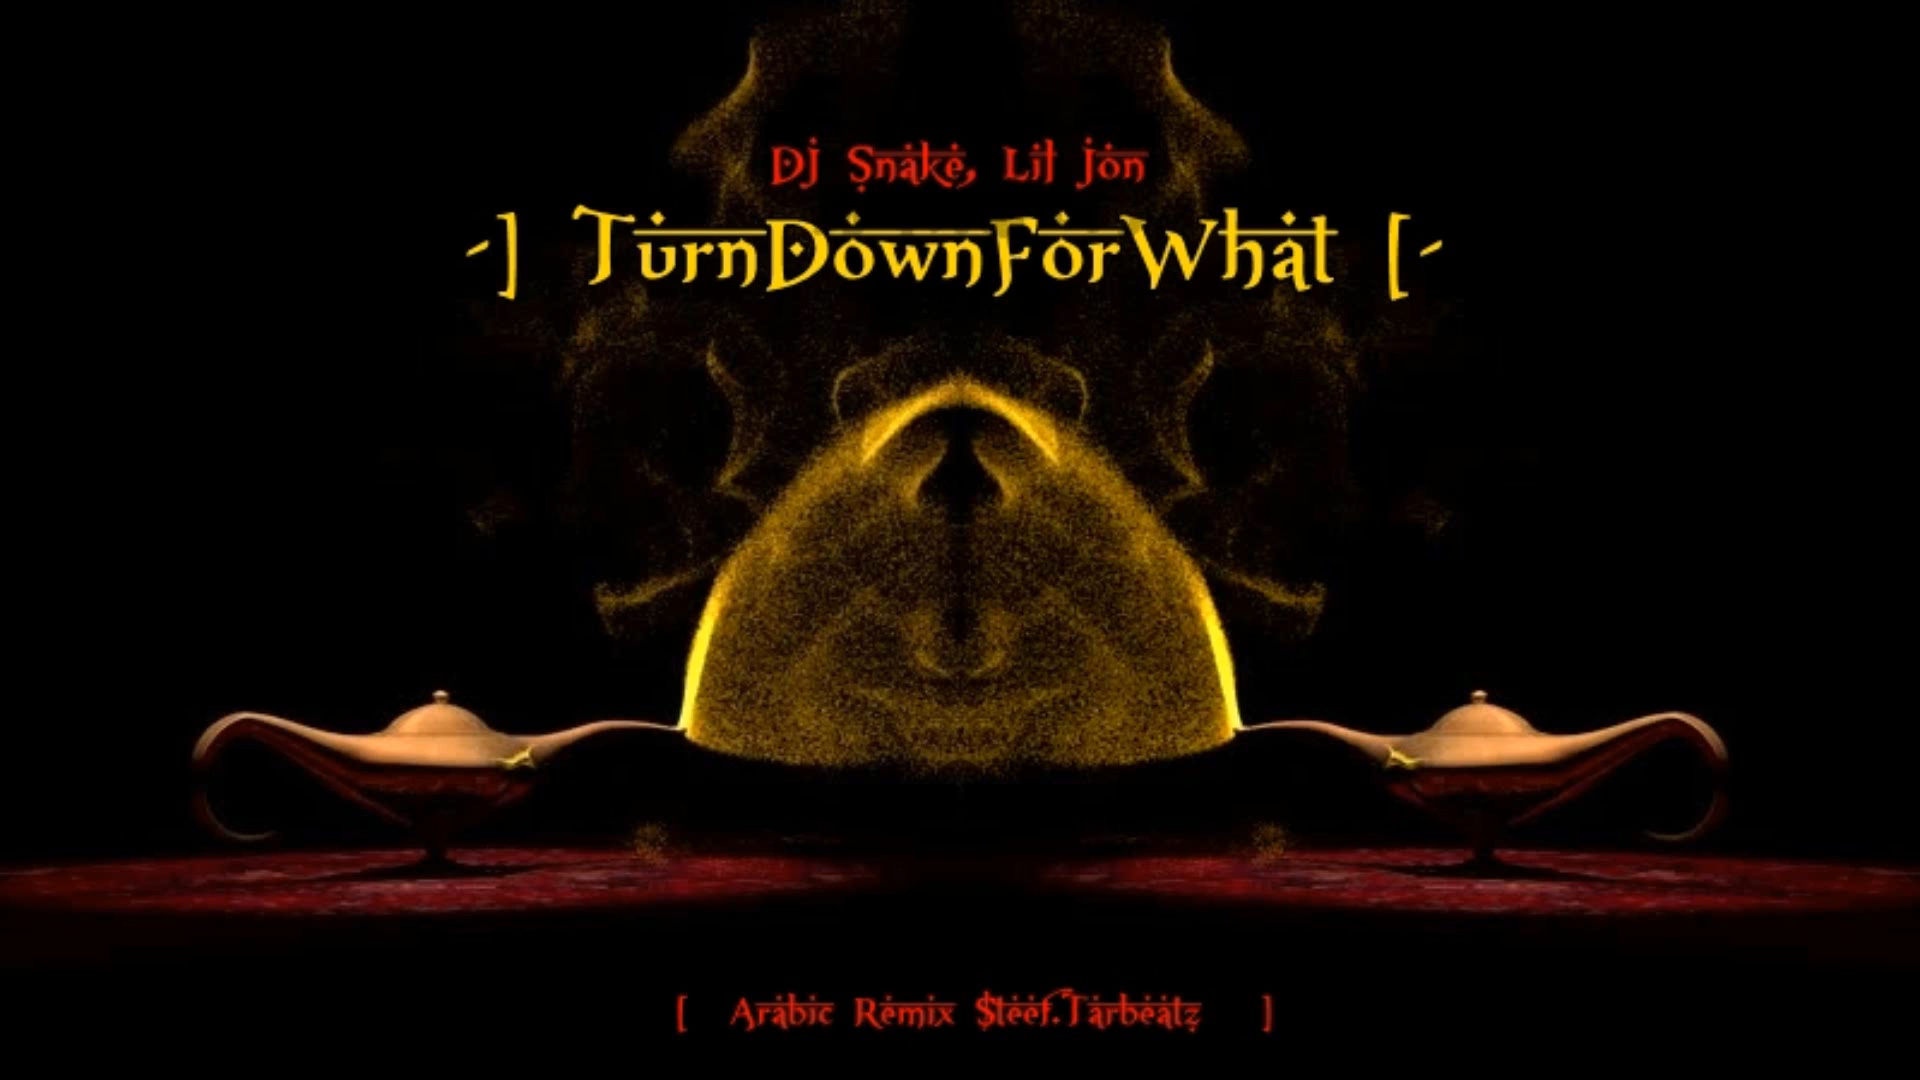 DJ Snake, Lil Jon
-] TurnDownForWhat [-
[ Arabic Remix $teef.Tarbeatz ]